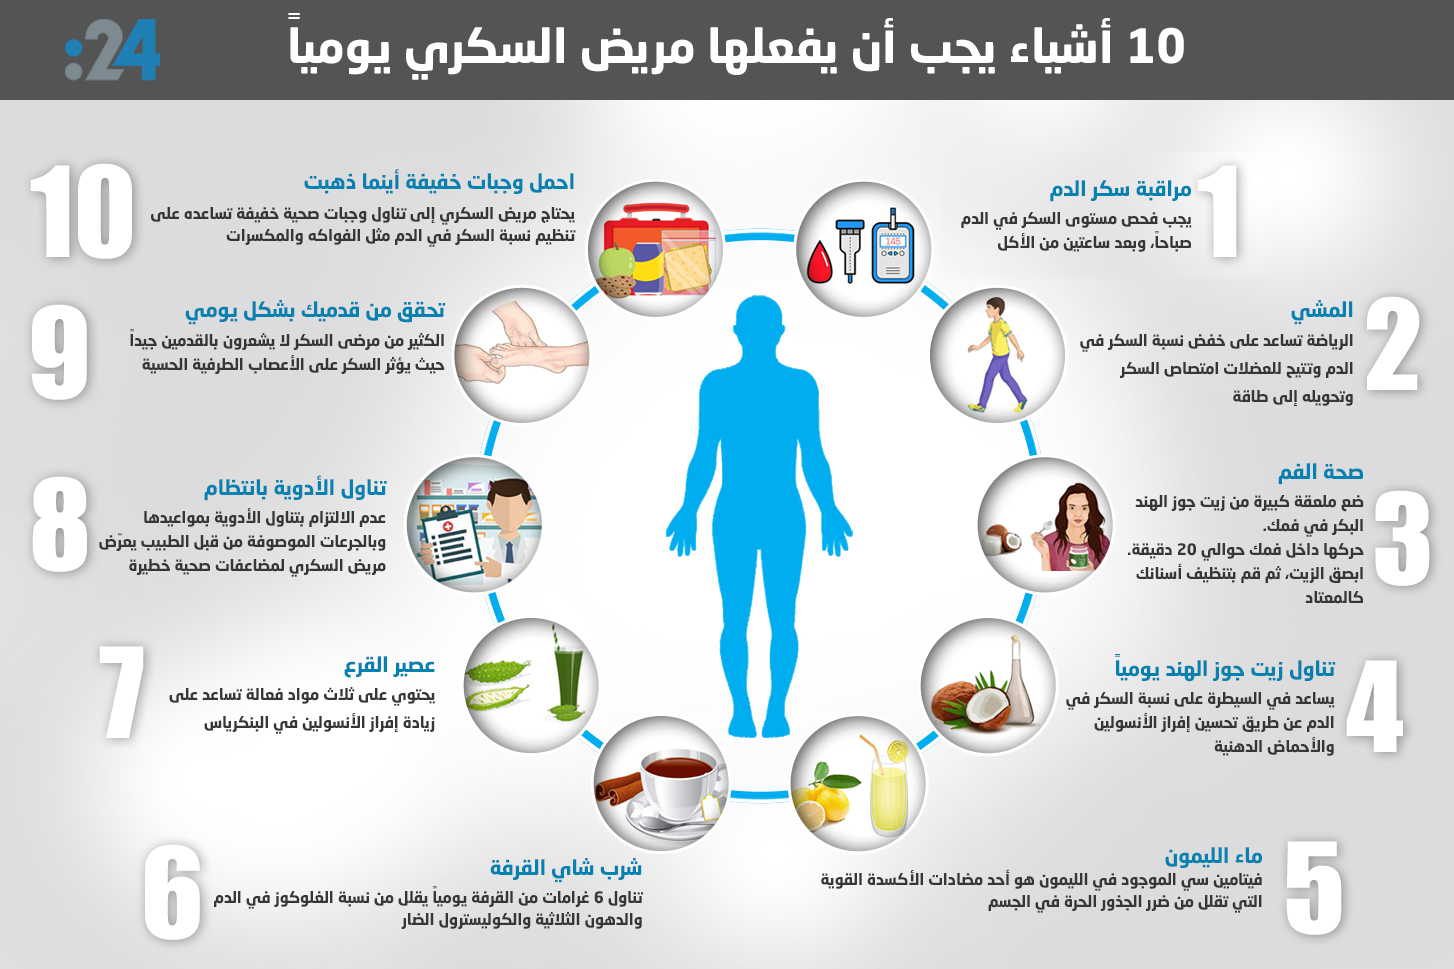 10 أشياء يجب أن يفعلها مريض السكري يومياً
:24
1
مراقبة سكر الدم
يجب فحص مستوى السكر في الدم
صباحاً، وبعد ساعتين من الأكل
145
2
المشي
الرياضة تساعد على خفض نسبة السكر في
الدم وتتيح للعضلات امتصاص السكر
وتحويله إلى طاقة
3
صحة الفم
ضع ملعقة كبيرة من زيت جوز الهند
البكر في فمك.
حركها داخل فمك حوالي 20 دقيقة.
ابصق الزيت، ثم قم بتنظيف أسنانك
كالمعتاد
4
تناول زيت جوز الهند يومياً
يساعد في السيطرة على نسبة السكر في
الدم عن طريق تحسين إفراز الأنسولين
والأحماض الدهنية
5
ماء الليمون
فيتامين سي الموجود في الليمون هو أحد مضادات الأكسدة القوية
التي تقلل من ضرر الجذور الحرة في الجسم
6
شرب شاي القرفة
تناول 6 غرامات من القرفة يومياً يقلل من نسبة الغلوكوز في الدم
والدهون الثلاثية والكوليسترول الضار
7
عصير القرع
يحتوي على ثلاث مواد فعالة تساعد على
زيادة إفراز الأنسولين في البنكرياس
8
تناول الأدوية بانتظام
عدم الالتزام بتناول الأدوية بمواعيدها
وبالجرعات الموصوفة من قبل الطبيب يعرّض
مريض السكري لمضاعفات صحية خطيرة
9
تحقق من قدميك بشكل يومي
الكثير من مرضى السكر لا يشعرون بالقدمين جيداً
حيث يؤثر السكر على الأعصاب الطرفية الحسية
10
احمل وجبات خفيفة أينما ذهبت
يحتاج مريض السكري إلى تناول وجبات صحية خفيفة تساعده على
تنظيم نسبة السكر في الدم مثل الفواكه والمكسرات